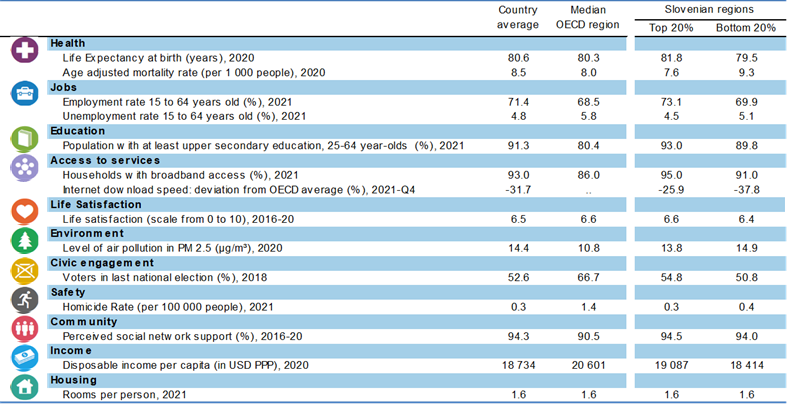 Country average Median OECD region Slovenian regions
Top 20% Bottom 20%
Health
Life Expectancy at birth (years), 2020 80.6 80.3 81.8 79.5
Age adjusted mortality rate (per 1 000 people), 2020 8.5 8.0 7.6 9.3
Jobs
Employment rate 15 to 64 years old (%), 2021 71.4 68.5 73.1 69.9
Unemployment rate 15 to 64 years old (%), 2021 4.8 5.8 4.5 5.1
Education
Population with at least upper secondary education, 25-64 year-olds (%), 2021 91.3 80.4 93.0 89.8
Access to services
Households with broadband access (%), 2021 93.0 86.0 95.0 91.0
Internet download speed: deviation from OECD average (%), 2021-Q4 -31.7 .. -25.9 -37.8
Life Satisfaction
Life satisfaction (scale from 0 to 10), 2016-20 6.5 6.6 6.6 6.4
Environment
Level of air pollution in PM 2.5 (µg/m³), 2020 14.4 10.8 13.8 14.9
Civic engagement
Voters in last national election (%), 2018 52.6 66.7 54.8 50.8
Safety
Homicide Rate (per 100 000 people), 2021 0.3 1.4 0.3 0.4
Community
Perceived social network support (%), 2016-20 94.3 90.5 94.5 94.0
Income
Disposable income per capita (in USD PPP), 2020 18 734 20 601 19 087 18 414
Housing
Rooms per person, 2021 1.6 1.6 1.6 1.6